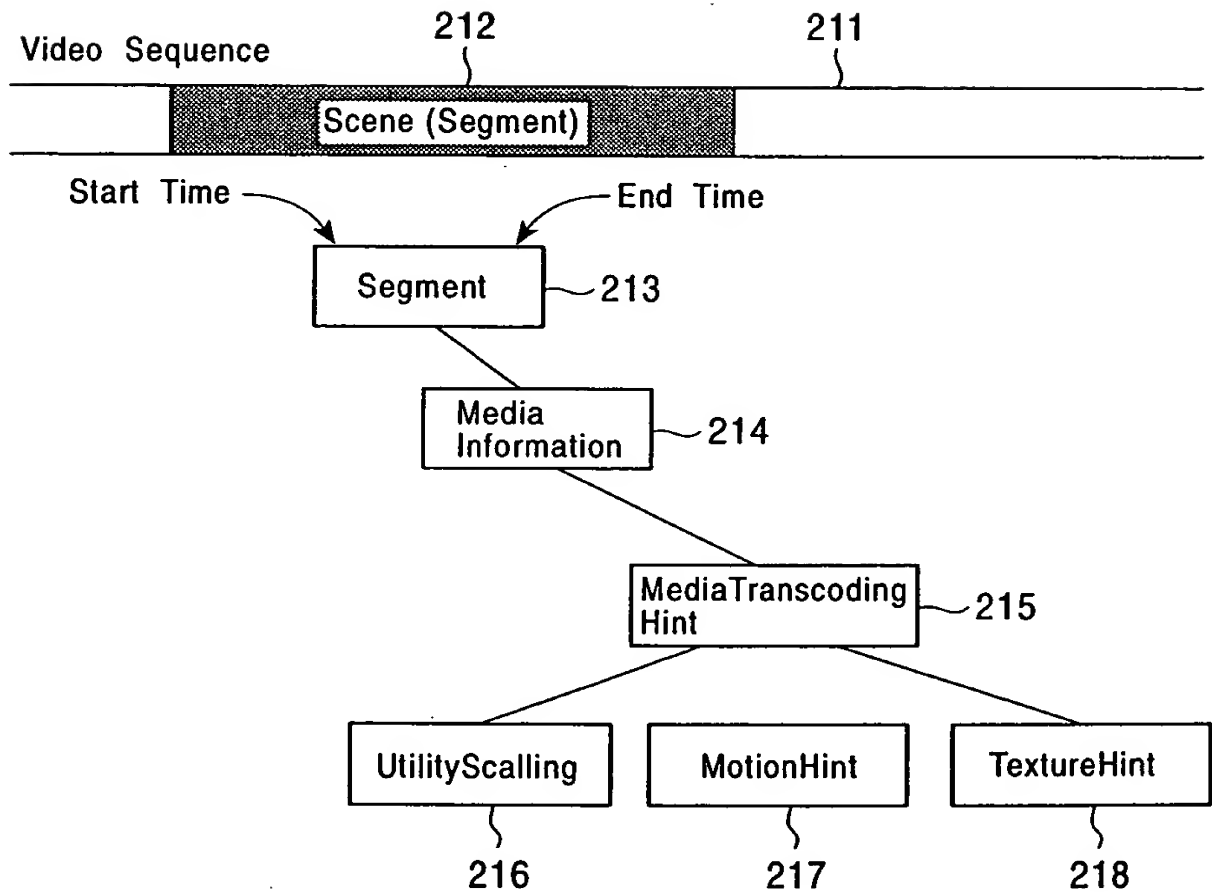 212
211
Video Sequence
Scene (Segment)
Start Time
End Time
Segment
213
Media
Information
214
MediaTranscoding
Hint
215
UtilityScalling
MotionHint
TextureHint
216
217
218